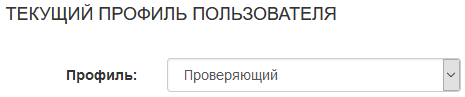 ТЕКУЩИЙ ПРОФИЛЬ ПОЛЬЗОВАТЕЛЯ
Профиль: Проверяющий